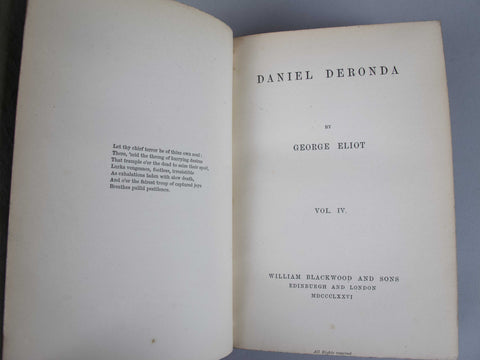 Let thy chief terror be of thine own soul:
There, 'mid the throng of hurrying desires
That trample o'er the dead to seize their spoil,
Lurks vengeance, footless, irresistible
As exhalations laden with slow death,
And o'er the fairest troop of captured joys
Breathes pallid pestilence.
DANIEL DERONDA
BY
GEORGE ELIOT
VOL. IV.
WILLIAM BLACKWOOD AND SONS
EDINBURGH AND LONDON
MDCCCLXXVI
All Rights reserved